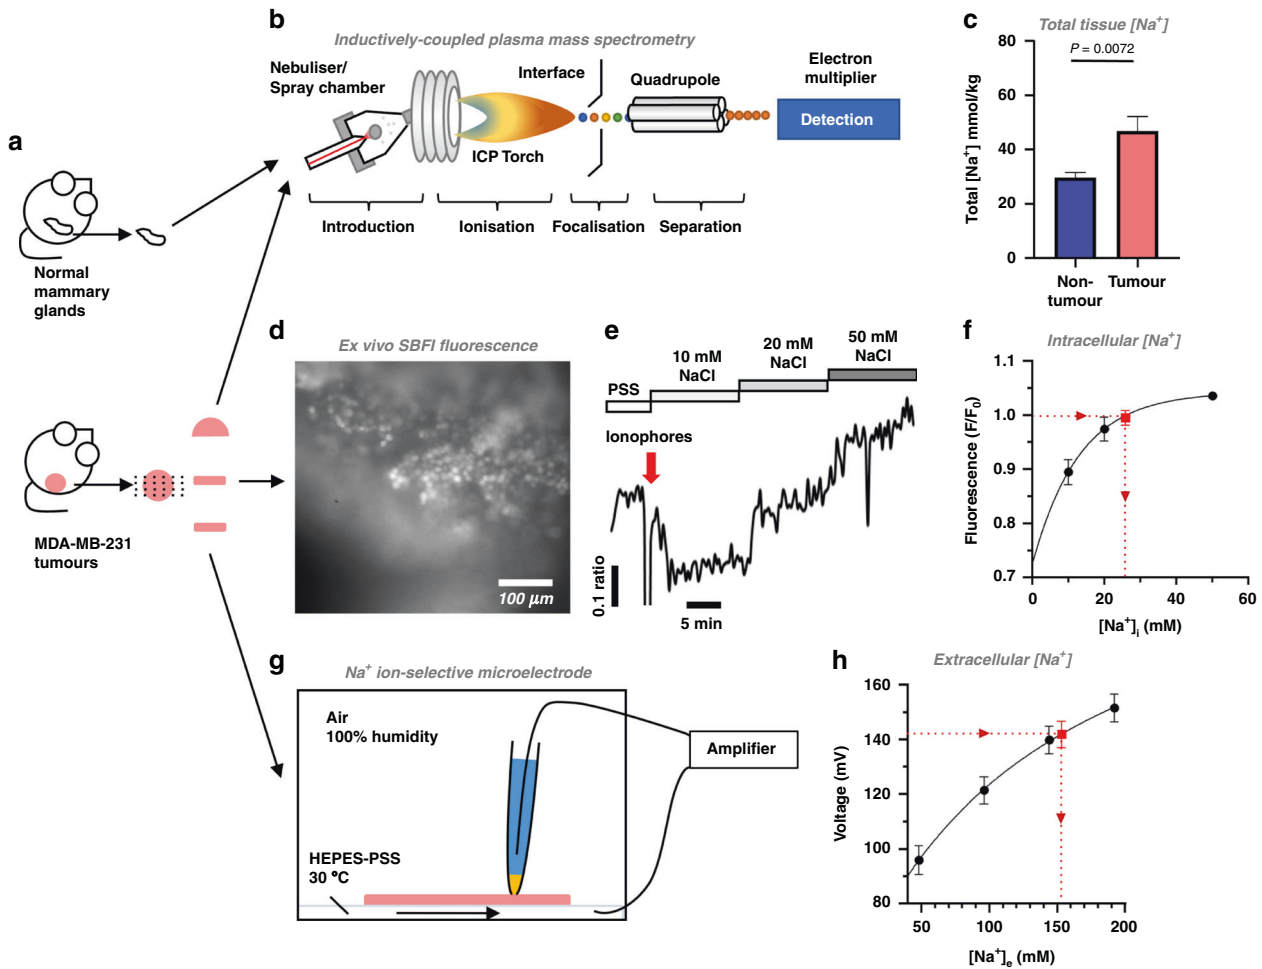 a
Normal
mammary
glands
MDA-MB-231
tumours
b
Inductively-coupled plasma mass spectrometry
Nebuliser/
Spray chamber
Interface
Quadrupole
Electron
multiplier
ICP Torch
Detection
Introduction
Ionisation
Focalisation
Separation
c
Total tissue [Na⁺]
P = 0.0072
Total [Na⁺] mmol/kg
80
60
40
20
0
Non-
tumour
Tumour
d
Ex vivo SBFI fluorescence
100 μm
e
PSS
10 mM
NaCl
20 mM
NaCl
50 mM
NaCl
Ionophores
0.1 ratio
5 min
f
Intracellular [Na⁺]
Fluorescence (F/F₀)
1.1
1.0
0.9
0.8
0.7
0
20
40
60
[Na⁺]ᵢ (mM)
g
Na⁺ ion-selective microelectrode
Air
100% humidity
Amplifier
HEPES-PSS
30 °C
h
Extracellular [Na⁺]
Voltage (mV)
160
140
120
100
80
50
100
150
200
[Na⁺]ₑ (mM)